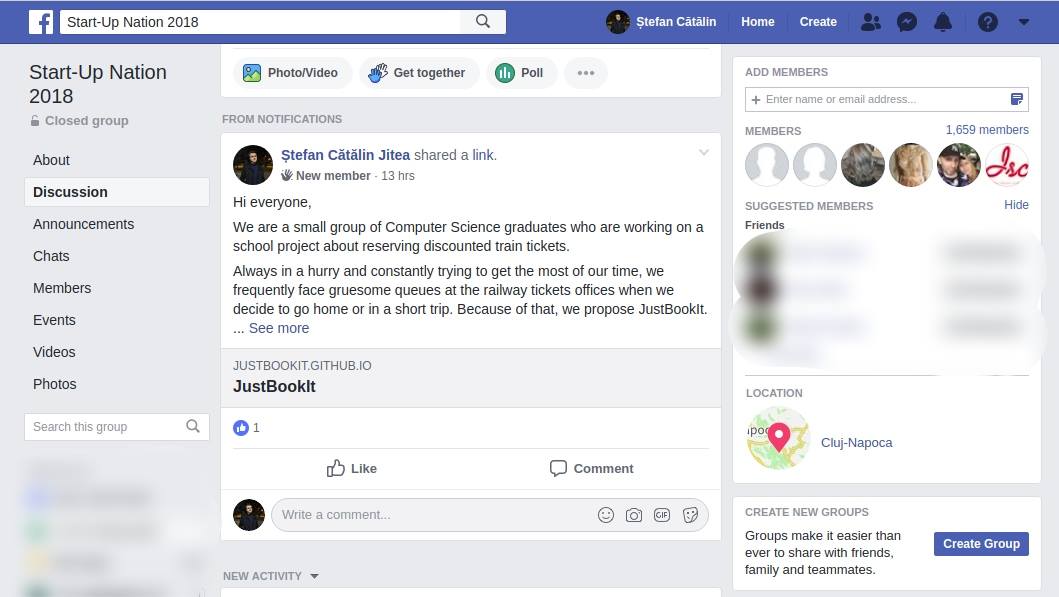 Start-Up Nation 2018
Ștefan Cătălin
Home
Create
Start-Up Nation
2018
Closed group
About
Discussion
Announcements
Chats
Members
Events
Videos
Photos
Search this group
Photo/Video
Get together
Poll
FROM NOTIFICATIONS
Ștefan Cătălin Jitea shared a link.
New member · 13 hrs
Hi everyone,
We are a small group of Computer Science graduates who are working on a
school project about reserving discounted train tickets.
Always in a hurry and constantly trying to get the most of our time, we
frequently face gruesome queues at the railway tickets offices when we
decide to go home or in a short trip. Because of that, we propose JustBookIt.
... See more
JUSTBOOKIT.GITHUB.IO
JustBookIt
1
Like
Comment
Write a comment...
GIF
NEW ACTIVITY
ADD MEMBERS
+ Enter name or email address...
MEMBERS
1,659 members
Jsc
SUGGESTED MEMBERS
Hide
Friends
LOCATION
apoc
Cluj-Napoca
CREATE NEW GROUPS
Groups make it easier than
ever to share with friends,
family and teammates.
Create Group